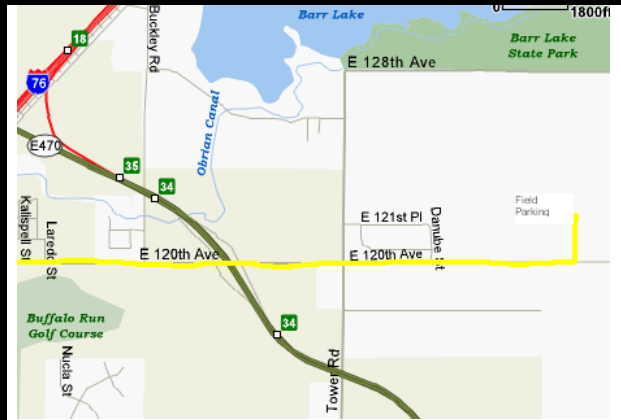 0
1800ft
Barr Lake
Barr Lake
State Park
18
Buckley Rd
E 128th Ave
76
Obrian Canal
E470
35
34
Kalispell St
Laredo St
E 121st Pl
Danube St
Field
Parking
E 120th Ave
E 120th Ave
Buffalo Run
Golf Course
34
Nucla St
Tower Rd